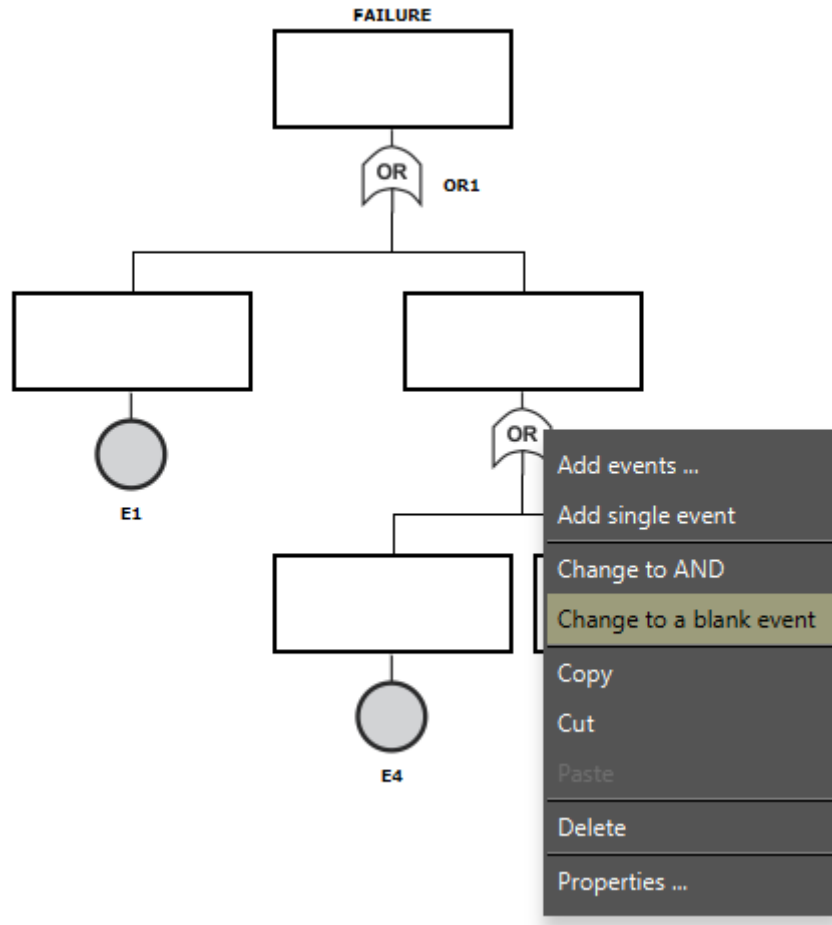 FAILURE
OR
OR1
E1
OR
E4
Add events ...
Add single event
Change to AND
Change to a blank event
Copy
Cut
Paste
Delete
Properties ...